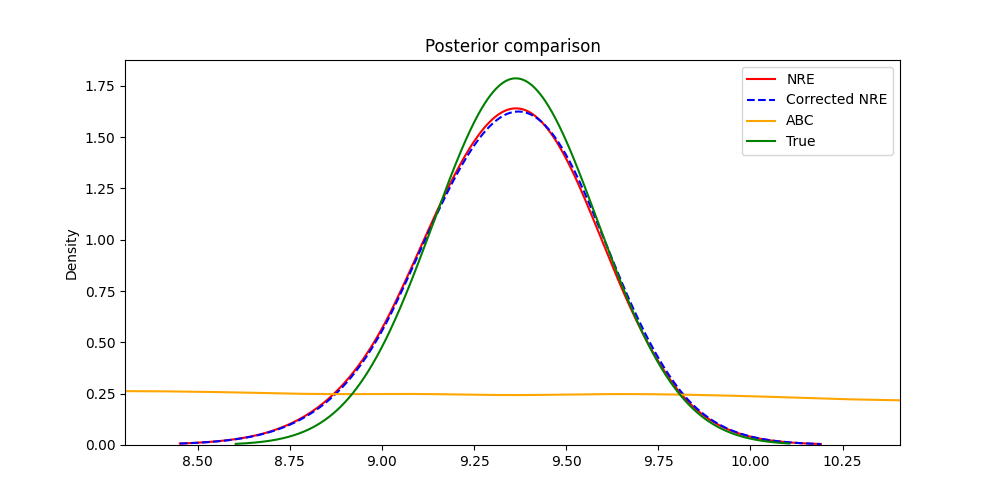 Posterior comparison
NRE
Corrected NRE
ABC
True
Density
1.75
1.50
1.25
1.00
0.75
0.50
0.25
0.00
8.50 8.75 9.00 9.25 9.50 9.75 10.00 10.25